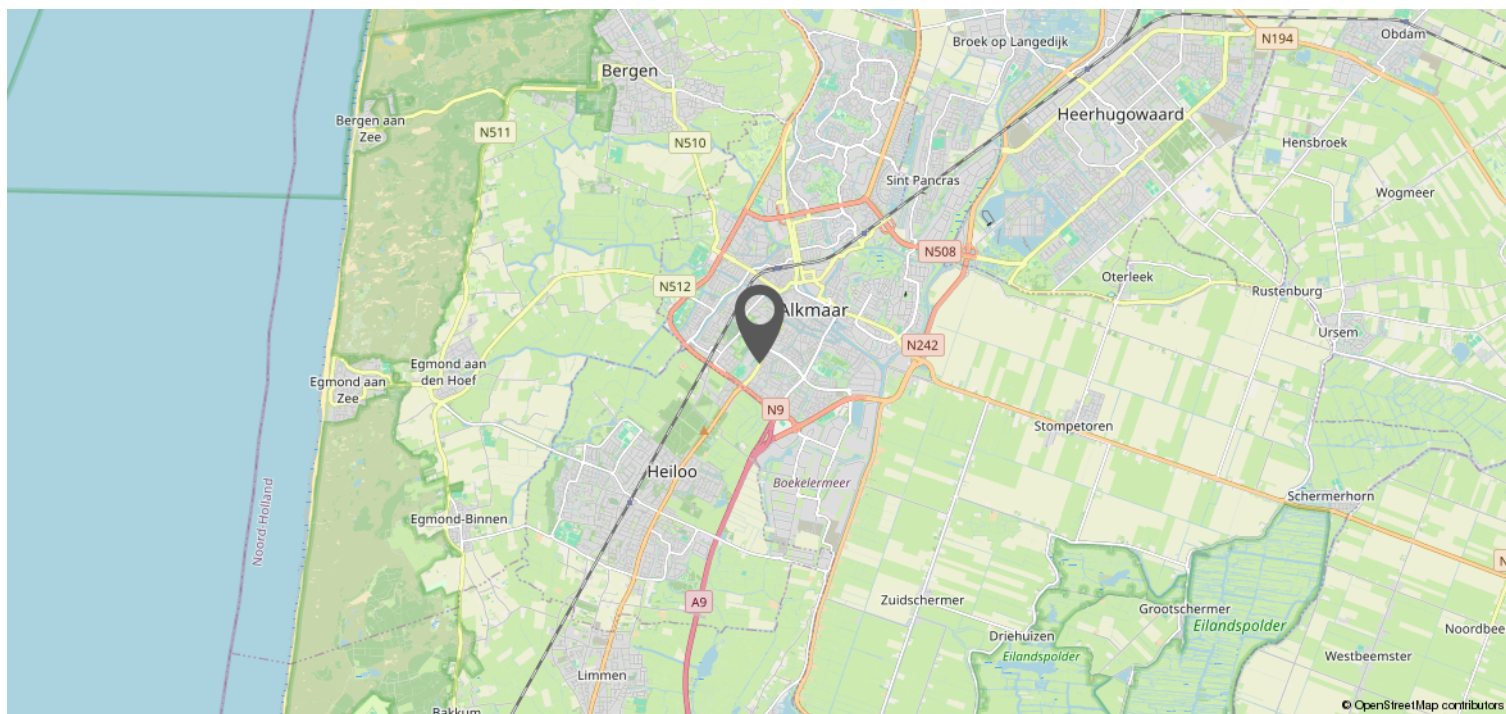 N194
Obdam
Broek op Langedijk
Bergen
Heerhugowaard
Bergen aan
Zee
N511
N510
Hensbroek
Sint Pancras
Wogmeer
N508
Oterleek
N512
Rustenburg
Alkmaar
Ursem
N242
Egmond aan
den Hoef
Egmond aan
Zee
N9
Stompetoren
Heiloo
Boekelermeer
Schermerhorn
Noord-Holland
Egmond-Binnen
A9
Zuidschermer
Grootschermer
Eilandspolder
Driehuizen
Noordbee
Eilandspolder
Westbeemster
Limmen
Bakkum
© OpenStreetMap contributors